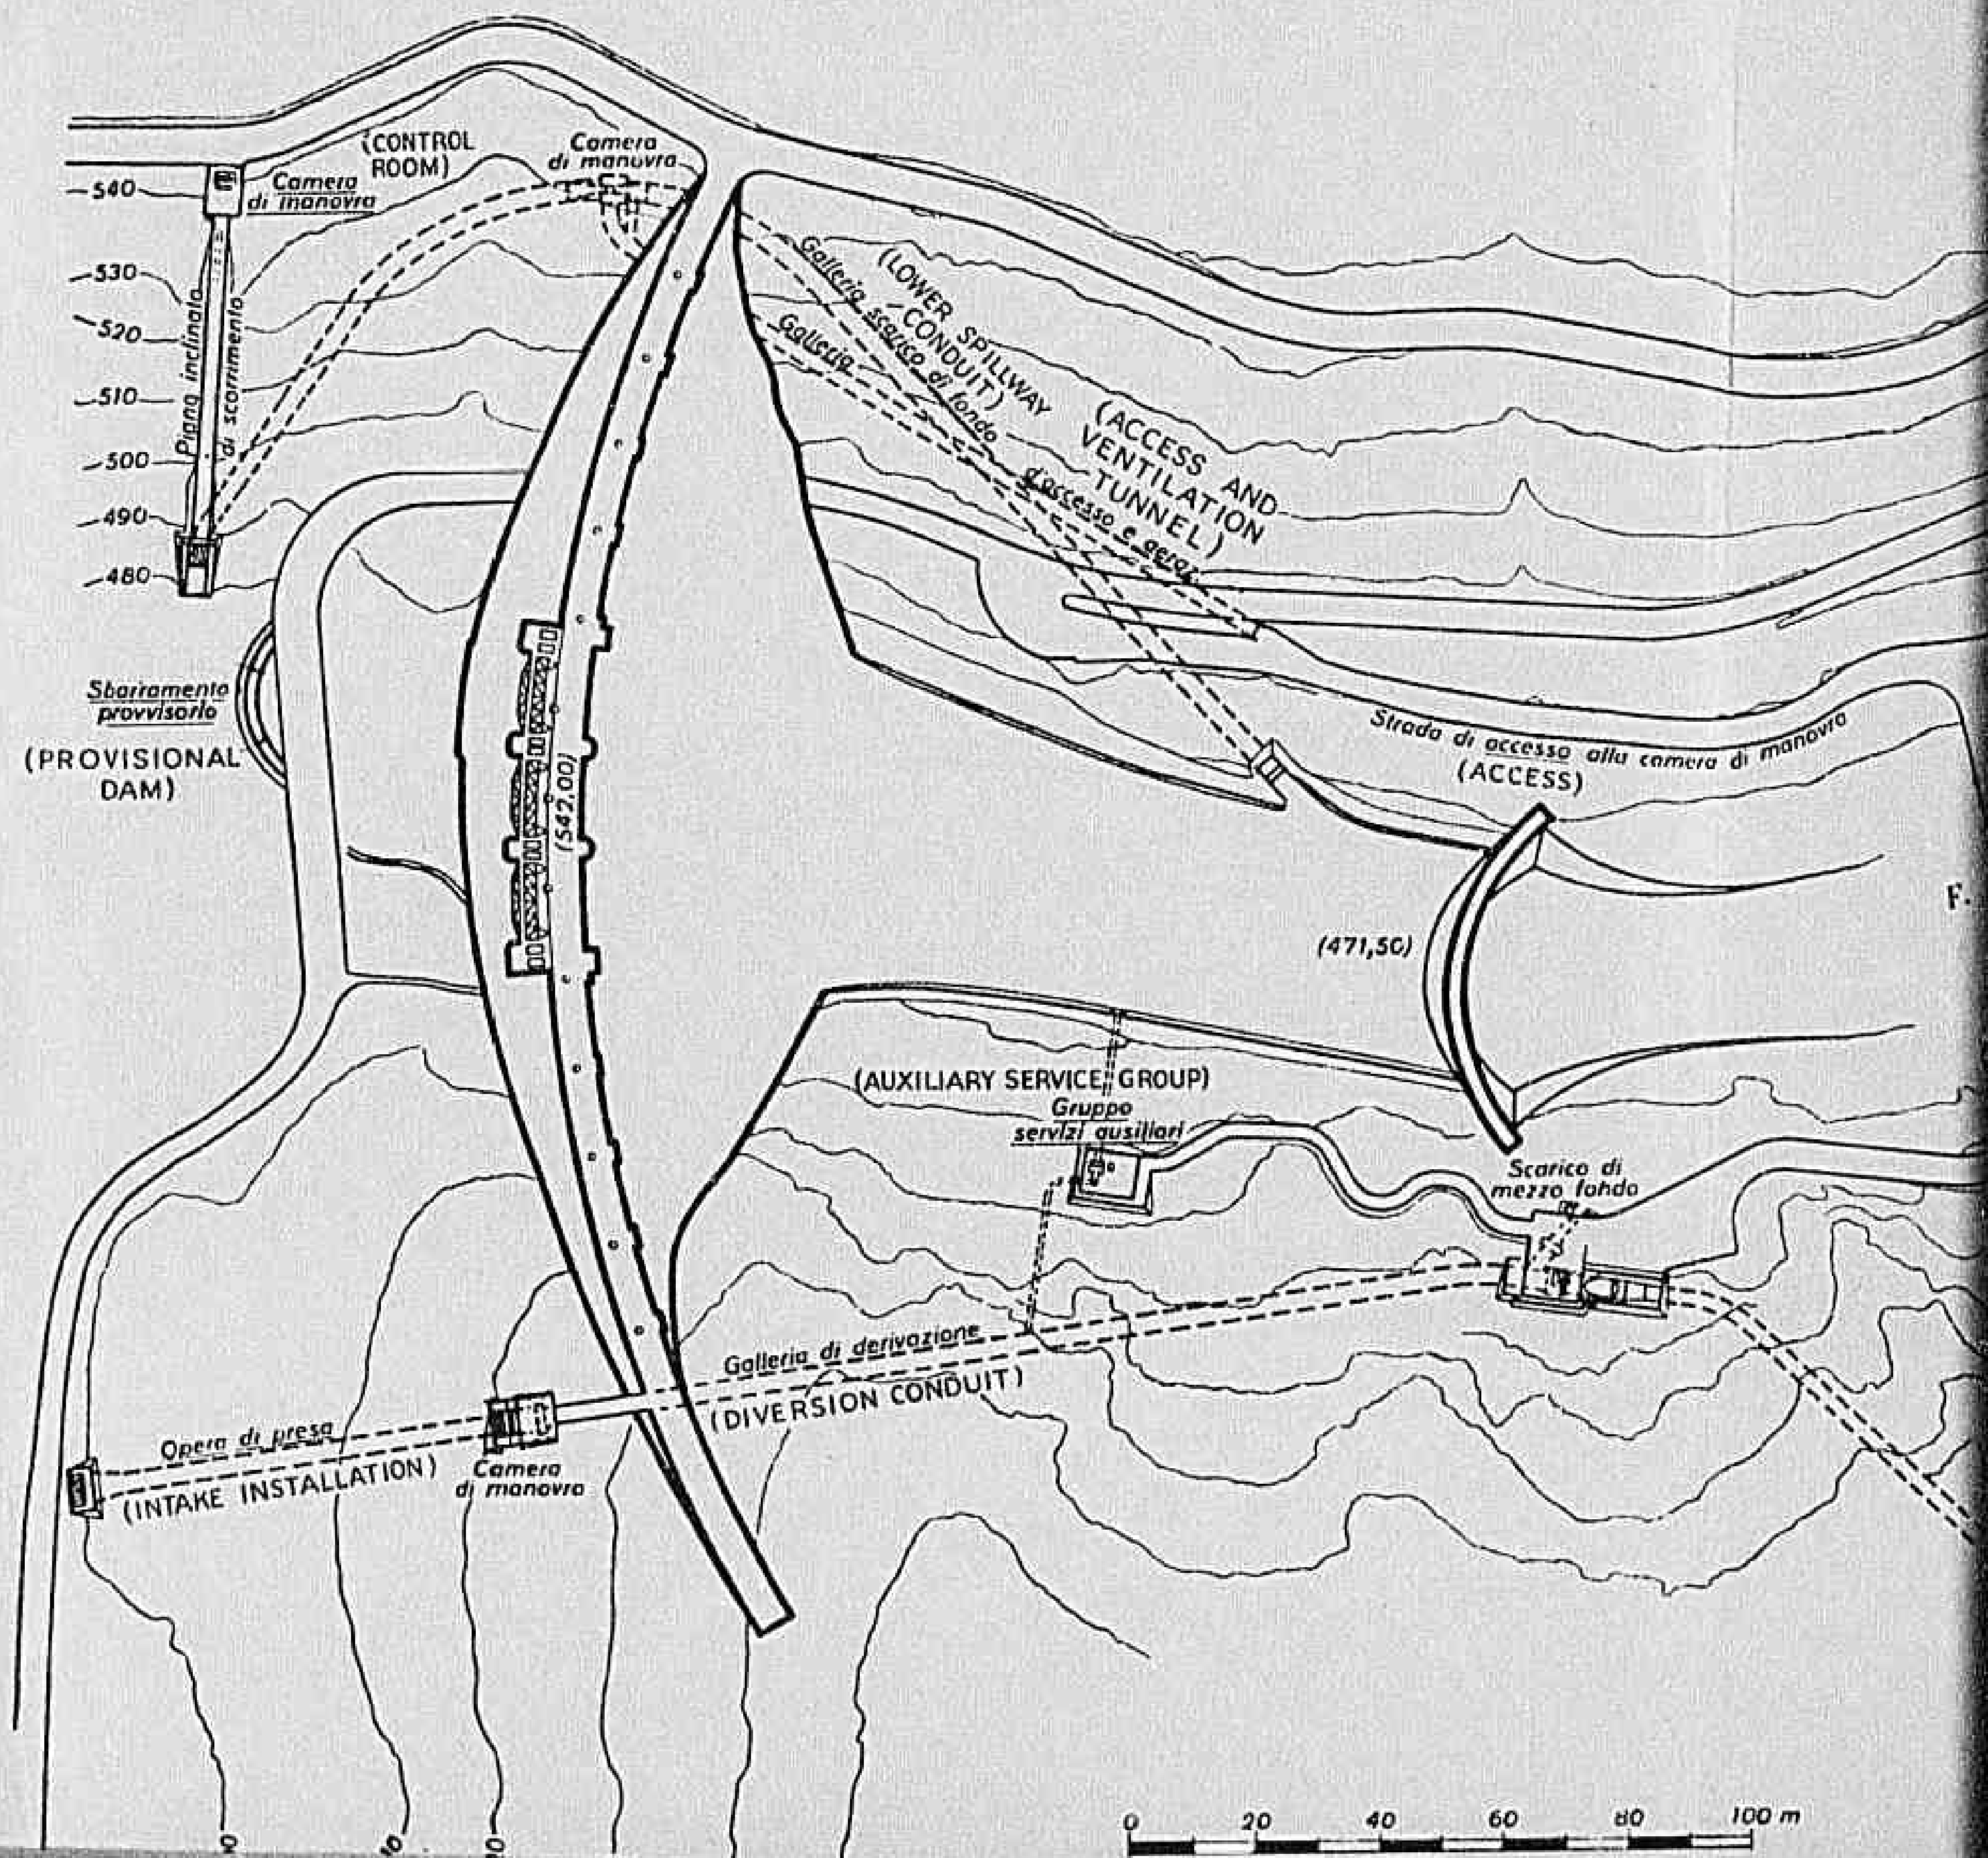 (CONTROL
ROOM)
Camera
di manovra
Camera
di manovra
540
530
520
510
500
490
480
Piano inclinato
di scorrimento
Galleria scarico di fondo
(LOWER SPILLWAY
CONDUIT)
Galleria
d'accesso e aeraz.
(ACCESS AND
VENTILATION
TUNNEL)
Sbarramento
provvisorio
(PROVISIONAL
DAM)
(542,00)
Strada di accesso alla camera di manovra
(ACCESS)
F.
(471,50)
(AUXILIARY SERVICE GROUP)
Gruppo
servizi ausiliari
Scarico di
mezzo fondo
Galleria di derivazione
(DIVERSION CONDUIT)
Opera di presa
(INTAKE INSTALLATION)
Camera
di manovra
0 20 40 60 80 100 m